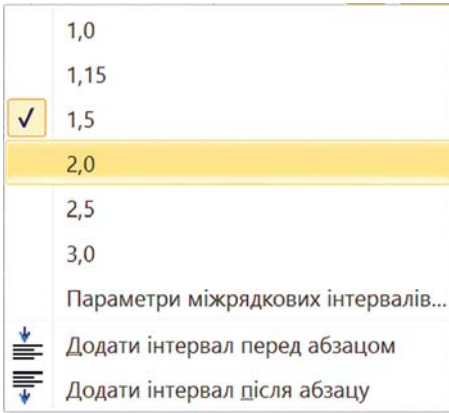 1,0
1,15
1,5
2,0
2,5
3,0
Параметри міжрядкових інтервалів...
Додати інтервал перед абзацом
Додати інтервал після абзацу